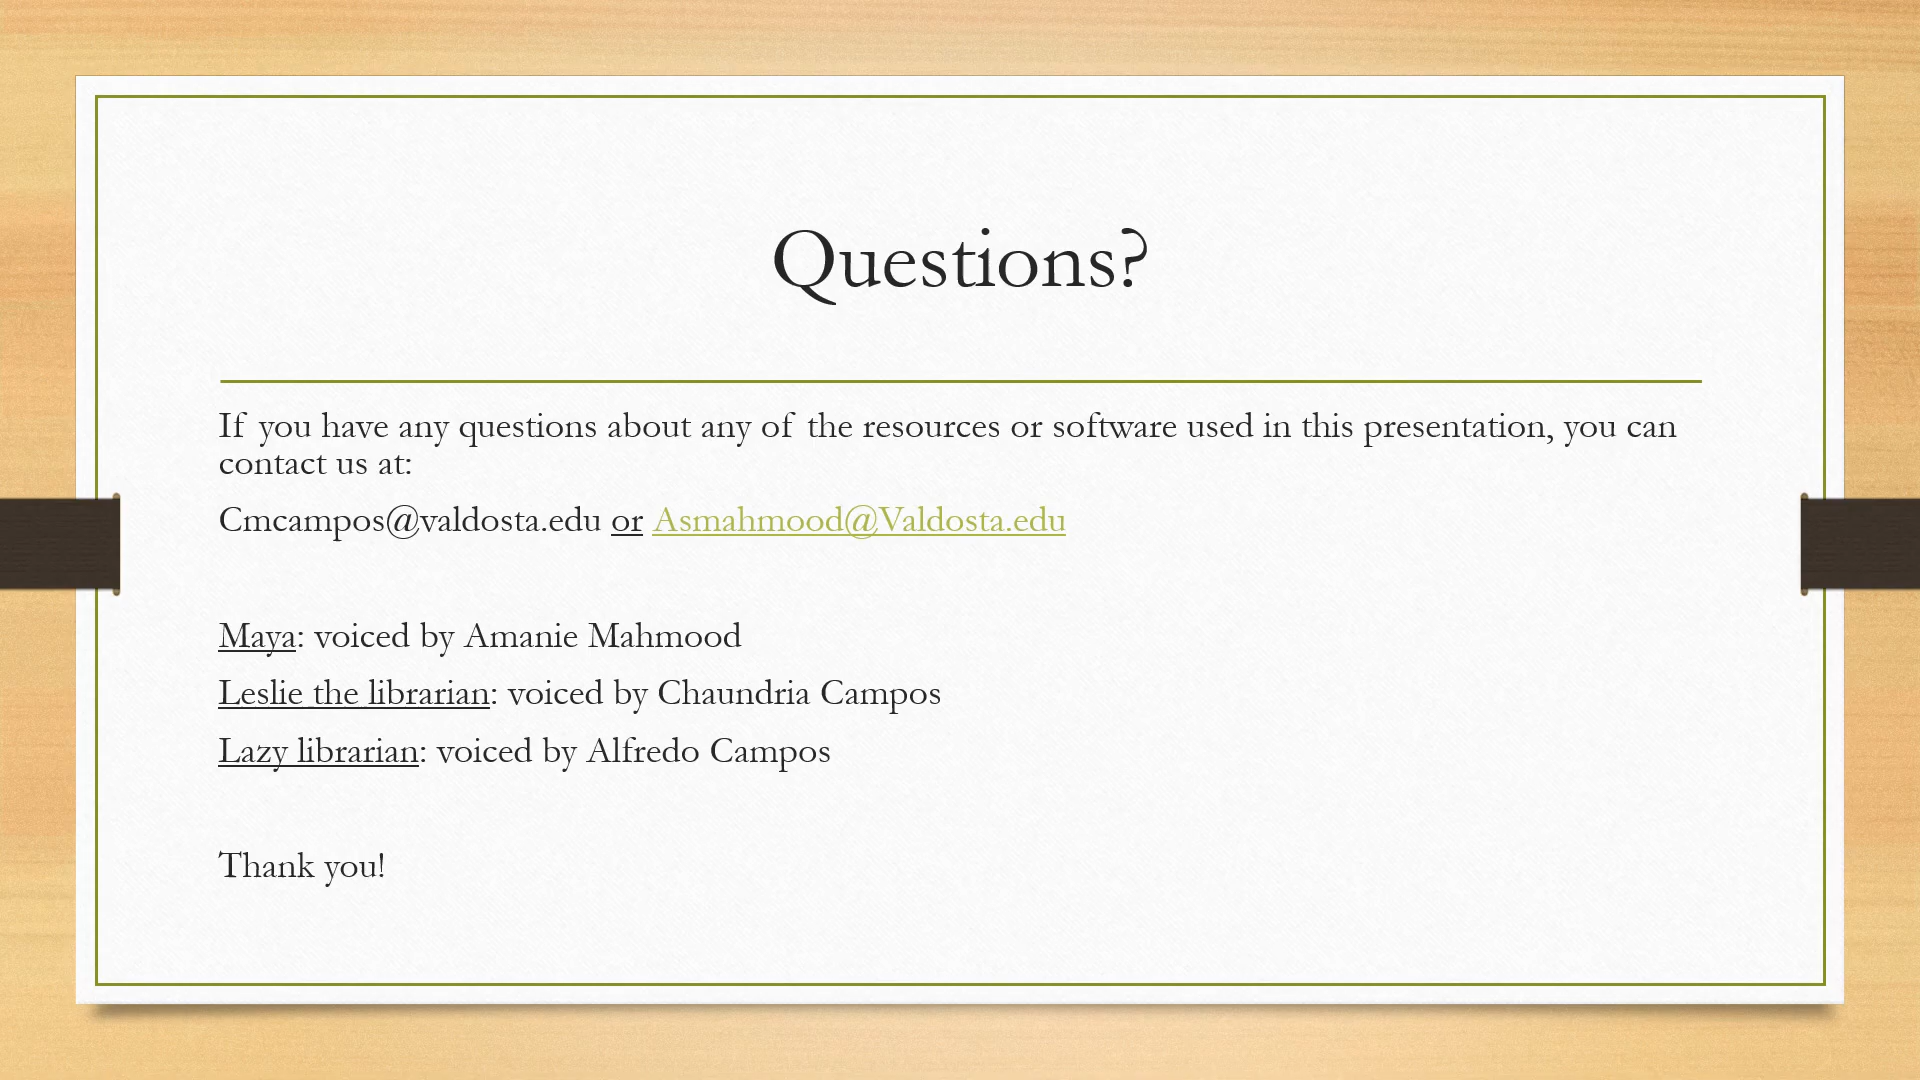 Questions?
If you have any questions about any of the resources or software used in this presentation, you can
contact us at:
Cmcampos@valdosta.edu or Asmahmood@Valdosta.edu
Maya: voiced by Amanie Mahmood
Leslie the librarian: voiced by Chaundria Campos
Lazy librarian: voiced by Alfredo Campos
Thank you!